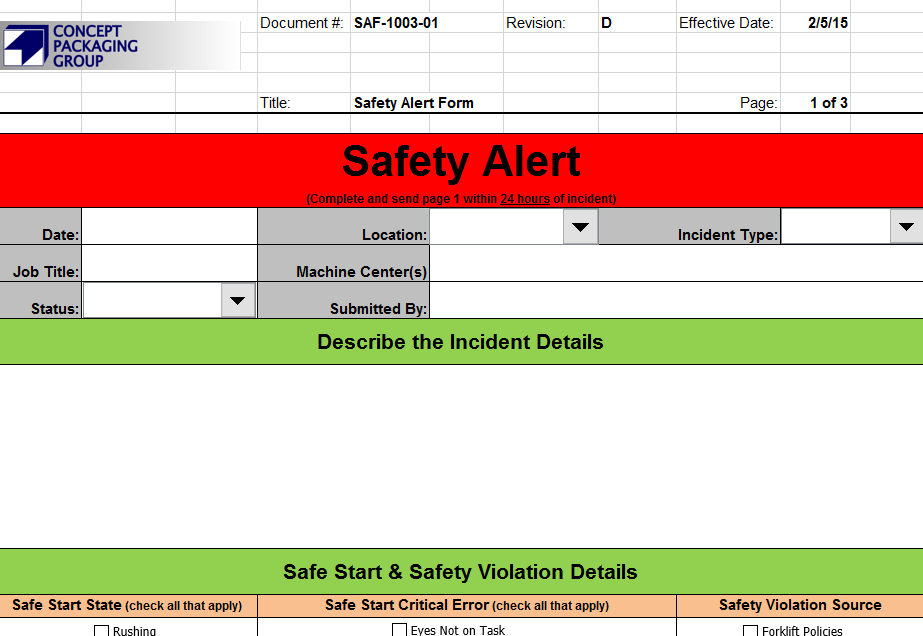 CONCEPT
PACKAGING
GROUP
Document #: SAF-1003-01 Revision: D Effective Date: 2/5/15
Title: Safety Alert Form Page: 1 of 3
Safety Alert
(Complete and send page 1 within 24 hours of incident)
Date: Location: Incident Type:
Job Title: Machine Center(s)
Status: Submitted By:
Describe the Incident Details
Safe Start & Safety Violation Details
Safe Start State (check all that apply) Safe Start Critical Error (check all that apply) Safety Violation Source
Rushing Eyes Not on Task Forklift Policies